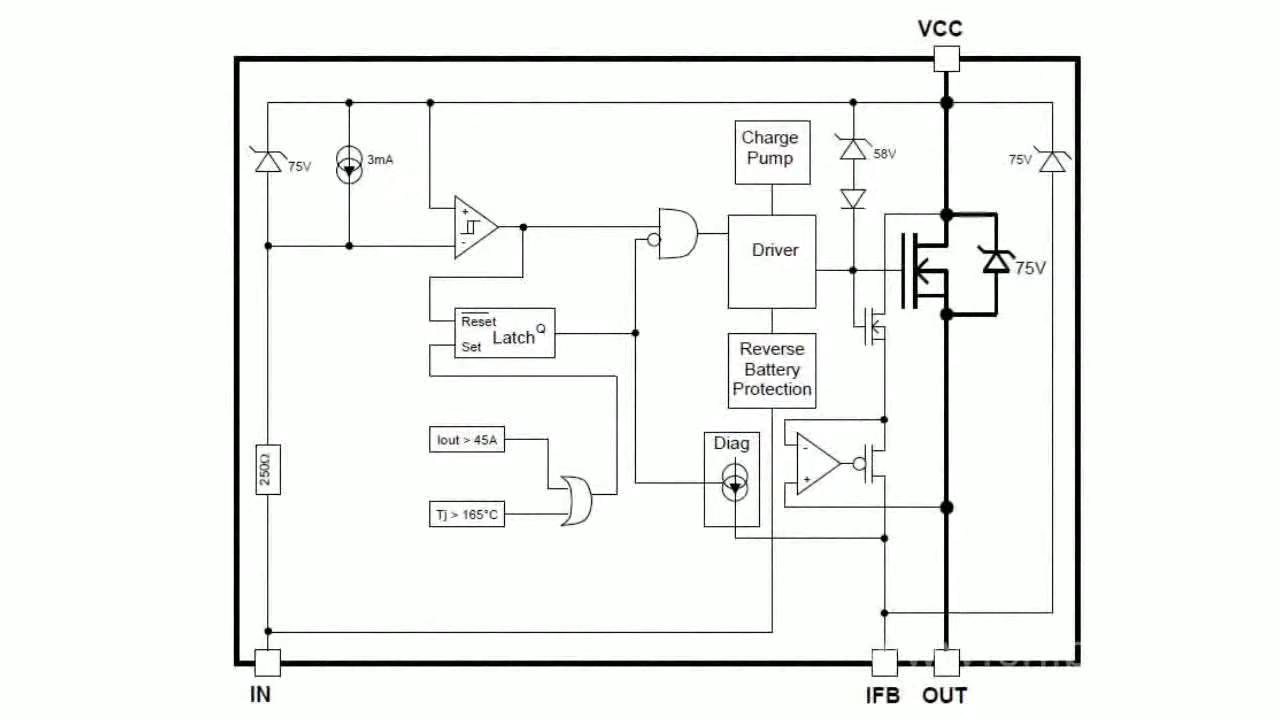 VCC
75V
3mA
Charge
Pump
58V
75V
+
-
Driver
75V
Reset
Latch
Q
Set
Reverse
Battery
Protection
Iout > 45A
Diag
-
+
250Ω
Tj > 165°C
IN
IFB
OUT